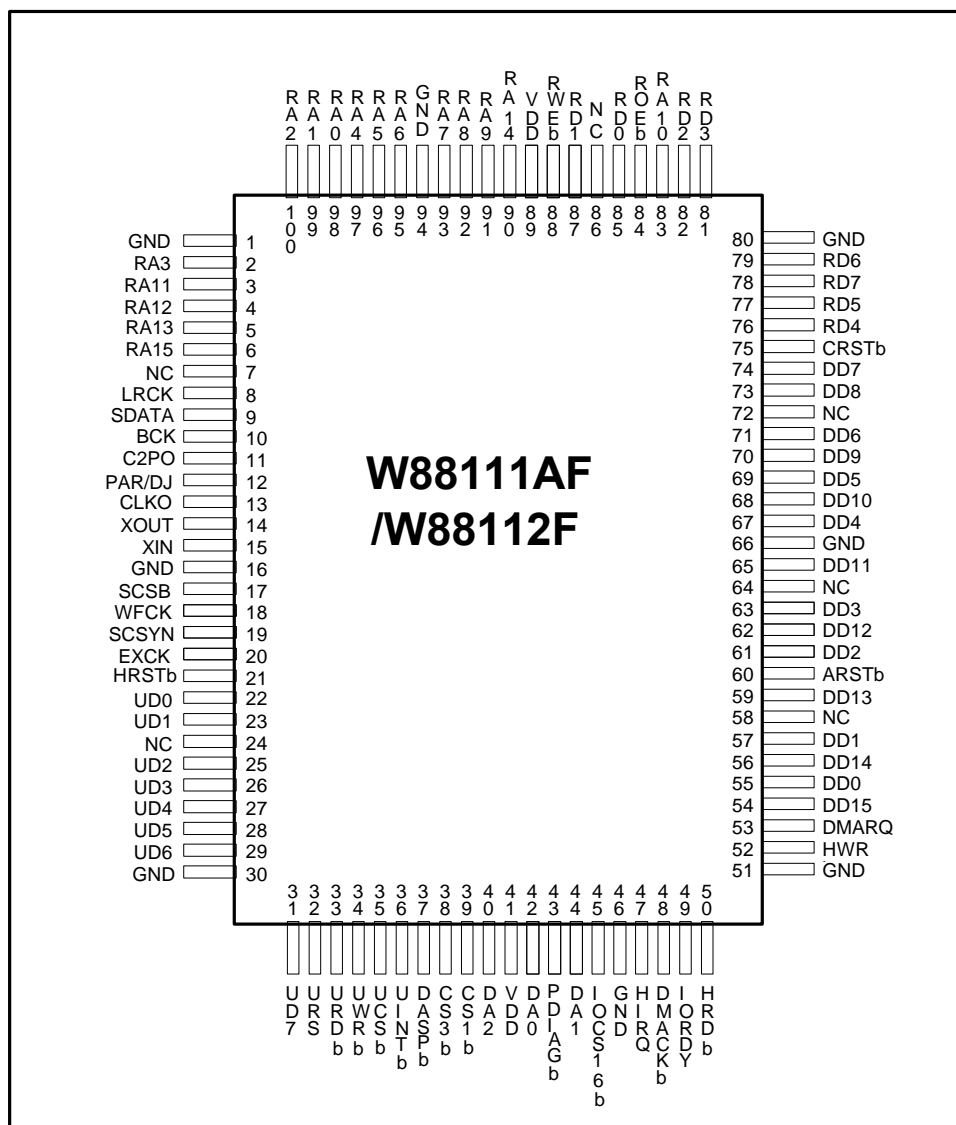 RA2 RA1 RA0 RA4 RA5 RA6 GND RA7 RA8 RA9 RA14 VDD RWEb RD1 NC RD0 ROEb RA10 RD2 RD3
100 99 98 97 96 95 94 93 92 91 90 89 88 87 86 85 84 83 82 81
GND 1
RA3 2
RA11 3
RA12 4
RA13 5
RA15 6
NC 7
LRCK 8
SDATA 9
BCK 10
C2PO 11
PAR/DJ 12
CLKO 13
XOUT 14
XIN 15
GND 16
SCSB 17
WFCK 18
SCSYN 19
EXCK 20
HRSTb 21
UD0 22
UD1 23
NC 24
UD2 25
UD3 26
UD4 27
UD5 28
UD6 29
GND 30
W88111AF
/W88112F
80 GND
79 RD6
78 RD7
77 RD5
76 RD4
75 CRSTb
74 DD7
73 DD8
72 NC
71 DD6
70 DD9
69 DD5
68 DD10
67 DD4
66 GND
65 DD11
64 NC
63 DD3
62 DD12
61 DD2
60 ARSTb
59 DD13
58 NC
57 DD1
56 DD14
55 DD0
54 DD15
53 DMARQ
52 HWR
51 GND
31 32 33 34 35 36 37 38 39 40 41 42 43 44 45 46 47 48 49 50
UD7 URS URDb UWRb UCSb UINTb DASPb CS3b CS1b DA2 VDD DA0 PDIAGb DA1 IOCS16b GND HIRQ DMACKb IORDY HRDb